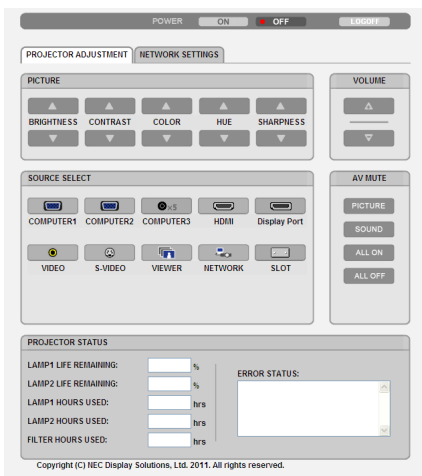 POWER ON OFF LOGOFF
PROJECTOR ADJUSTMENT NETWORK SETTINGS
PICTURE
BRIGHTNESS CONTRAST COLOR HUE SHARPNESS
VOLUME
SOURCE SELECT
×5
COMPUTER1 COMPUTER2 COMPUTER3 HDMI Display Port
VIDEO S-VIDEO VIEWER NETWORK SLOT
AV MUTE
PICTURE
SOUND
ALL ON
ALL OFF
PROJECTOR STATUS
LAMP1 LIFE REMAINING: %
LAMP2 LIFE REMAINING: %
LAMP1 HOURS USED: hrs
LAMP2 HOURS USED: hrs
FILTER HOURS USED: hrs
ERROR STATUS:
Copyright (C) NEC Display Solutions, Ltd. 2011. All rights reserved.